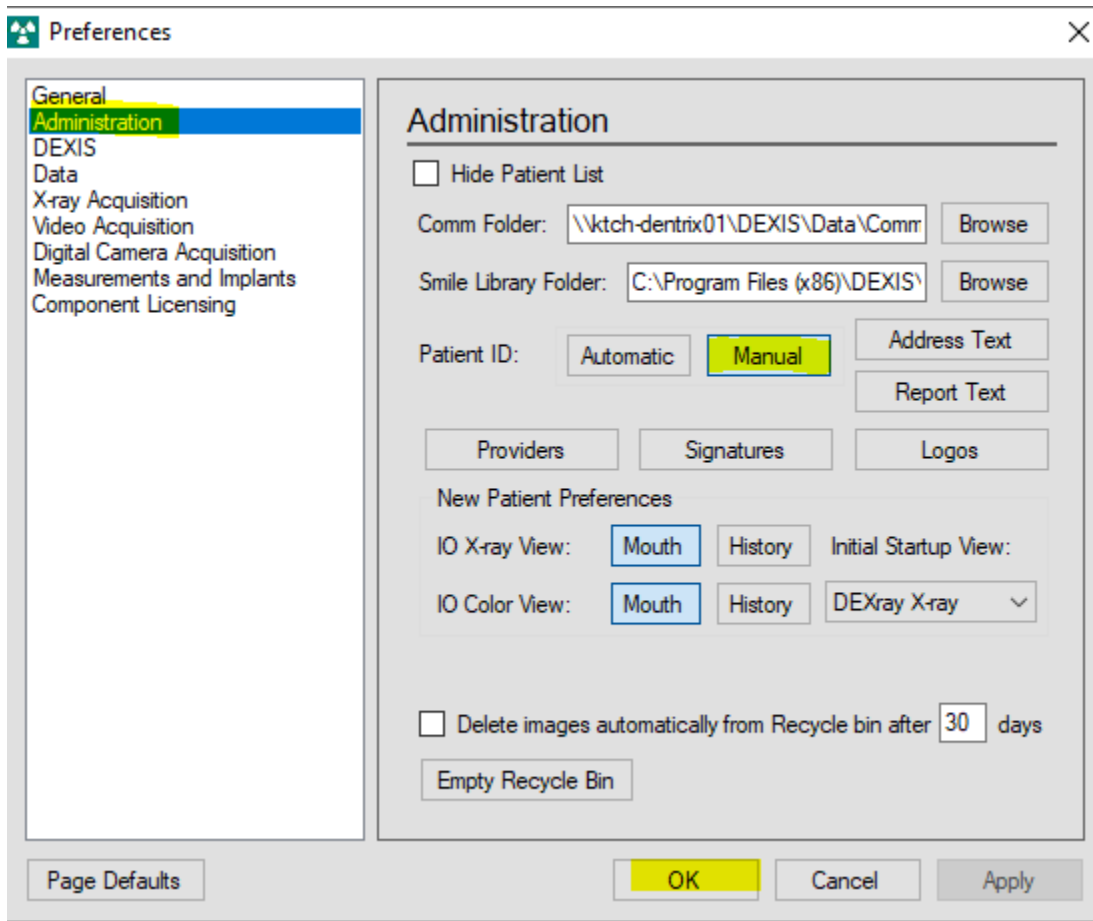 Preferences
General
Administration
DEXIS
Data
X-ray Acquisition
Video Acquisition
Digital Camera Acquisition
Measurements and Implants
Component Licensing
Administration
Hide Patient List
Comm Folder: \\ktch-dentrix01\DEXIS\Data\Comm Browse
Smile Library Folder: C:\Program Files (x86)\DEXIS\ Browse
Patient ID: Automatic Manual Address Text
Report Text
Providers Signatures Logos
New Patient Preferences
IO X-ray View: Mouth History Initial Startup View:
IO Color View: Mouth History DEXray X-ray
Delete images automatically from Recycle bin after 30 days
Empty Recycle Bin
Page Defaults OK Cancel Apply